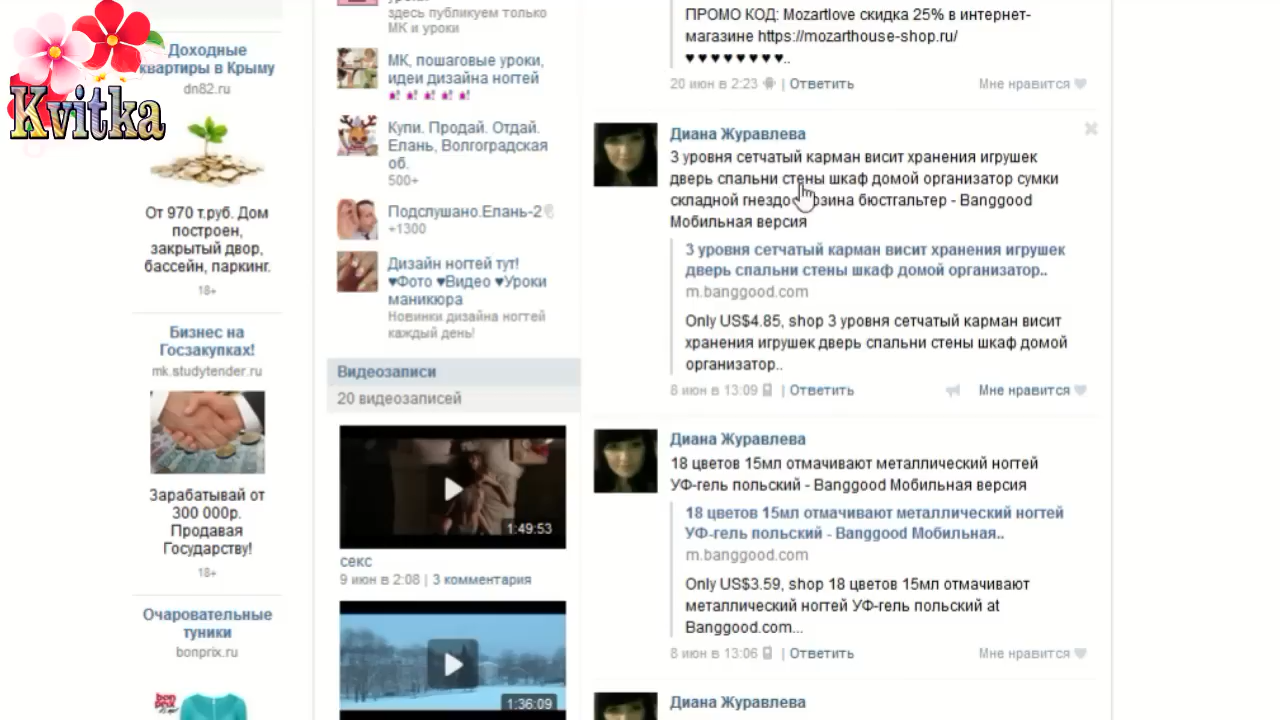 Kvitka
Доходные
квартиры в Крыму
dn82.ru
От 970 т.руб. Дом
построен,
закрытый двор,
бассейн, паркинг.
18+
Бизнес на
Госзакупках!
mk.studytender.ru
Зарабатывай от
300 000р.
Продавая
Государству!
18+
Очаровательные
туники
bonprix.ru
bon
prix
здесь публикуем только
МК и уроки
МК, пошаговые уроки,
идеи дизайна ногтей
Купи. Продай. Отдай.
Елань, Волгоградская
об.
500+
Подслушано.Елань-2
+1300
Дизайн ногтей тут!
♥Фото ♥Видео ♥Уроки
маникюра
Новинки дизайна ногтей
каждый день!
Видеозаписи
20 видеозаписей
1:49:53
секс
9 июн в 2:08 | 3 комментария
1:36:09
ПРОМО КОД: Mozartlove скидка 25% в интернет-
магазине https://mozarthouse-shop.ru/
♥♥♥♥♥♥♥♥..
20 июн в 2:23 | Ответить
Мне нравится
Диана Журавлева
3 уровня сетчатый карман висит хранения игрушек
дверь спальни стены шкаф домой организатор сумки
складной бюстгальтер - Banggood
Мобильная версия
3 уровня сетчатый карман висит хранения игрушек
дверь спальни стены шкаф домой организатор..
m.banggood.com
Only US$4.85, shop 3 уровня сетчатый карман висит
хранения игрушек дверь спальни стены шкаф домой
организатор..
8 июн в 13:09 | Ответить
Мне нравится
Диана Журавлева
18 цветов 15мл отмачивают металлический ногтей
УФ-гель польский - Banggood Мобильная версия
18 цветов 15мл отмачивают металлический ногтей
УФ-гель польский - Banggood Мобильная..
m.banggood.com
Only US$3.59, shop 18 цветов 15мл отмачивают
металлический ногтей УФ-гель польский at
Banggood.com...
8 июн в 13:06 | Ответить
Мне нравится
Диана Журавлева